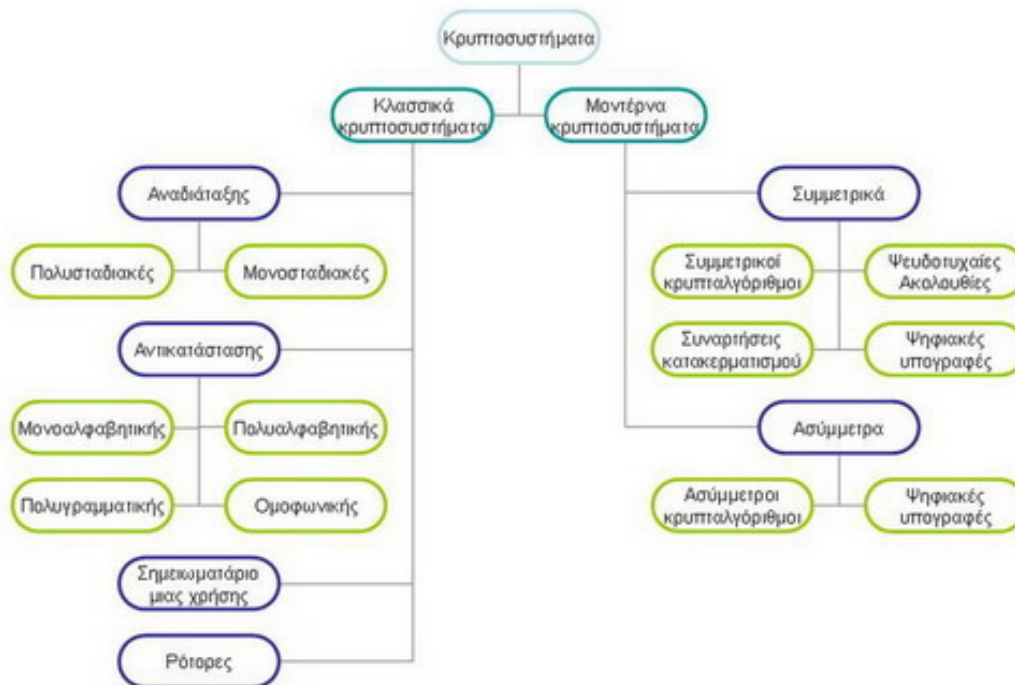 Κρυπτοσυστήματα
Κλασσικά
κρυπτοσυστήματα
Μοντέρνα
κρυπτοσυστήματα
Αναδιάταξης
Πολυσταδιακές
Μονοσταδιακές
Αντικατάστασης
Μονοαλφαβητικής
Πολυαλφαβητικής
Πολυγραμματικής
Ομοφωνικής
Σημειωματάριο
μιας χρήσης
Ρότορες
Συμμετρικά
Συμμετρικοί
κρυπταλγόριθμοι
Ψευδοτυχαίες
Ακολουθίες
Συναρτήσεις
κατακερματισμού
Ψηφιακές
υπογραφές
Ασύμμετρα
Ασύμμετροι
κρυπταλγόριθμοι
Ψηφιακές
υπογραφές